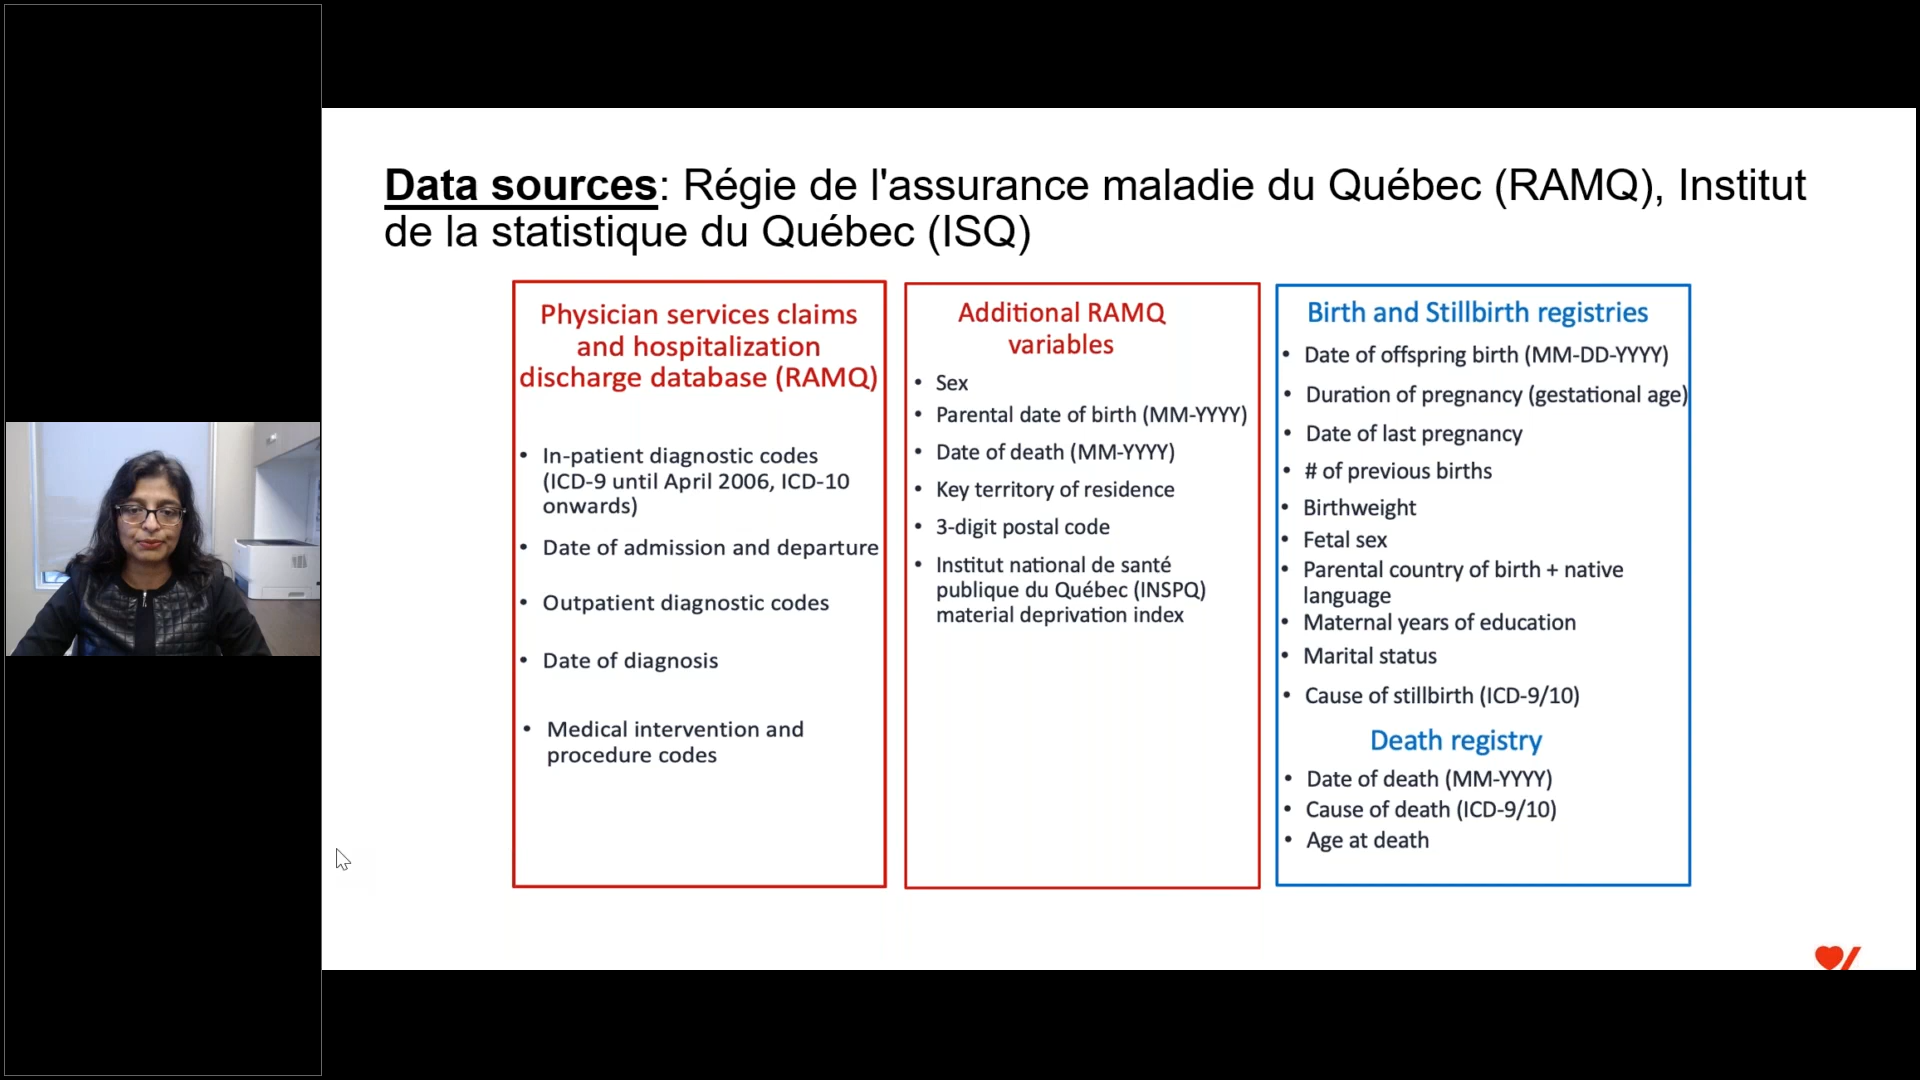 Data sources: Régie de l'assurance maladie du Québec (RAMQ), Institut
de la statistique du Québec (ISQ)
Physician services claims
and hospitalization
discharge database (RAMQ)
• In-patient diagnostic codes
(ICD-9 until April 2006, ICD-10
onwards)
• Date of admission and departure
• Outpatient diagnostic codes
• Date of diagnosis
• Medical intervention and
procedure codes
Additional RAMQ
variables
• Sex
• Parental date of birth (MM-YYYY)
• Date of death (MM-YYYY)
• Key territory of residence
• 3-digit postal code
• Institut national de santé
publique du Québec (INSPQ)
material deprivation index
Birth and Stillbirth registries
• Date of offspring birth (MM-DD-YYYY)
• Duration of pregnancy (gestational age)
• Date of last pregnancy
• # of previous births
• Birthweight
• Fetal sex
• Parental country of birth + native
language
• Maternal years of education
• Marital status
• Cause of stillbirth (ICD-9/10)
Death registry
• Date of death (MM-YYYY)
• Cause of death (ICD-9/10)
• Age at death